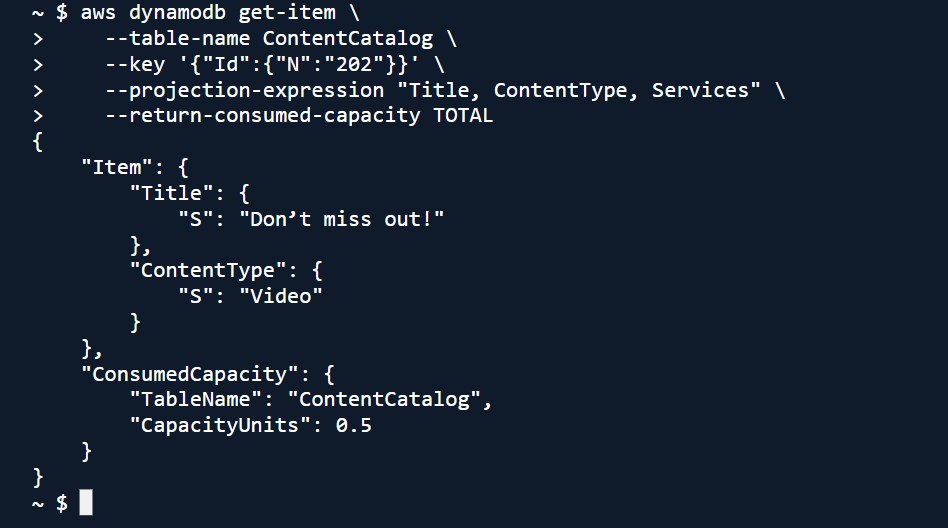 ~ $ aws dynamodb get-item \
>     --table-name ContentCatalog \
>     --key '{"Id":{"N":"202"}}' \
>     --projection-expression "Title, ContentType, Services" \
>     --return-consumed-capacity TOTAL
{
    "Item": {
        "Title": {
            "S": "Don’t miss out!"
        },
        "ContentType": {
            "S": "Video"
        }
    },
    "ConsumedCapacity": {
        "TableName": "ContentCatalog",
        "CapacityUnits": 0.5
    }
}
~ $